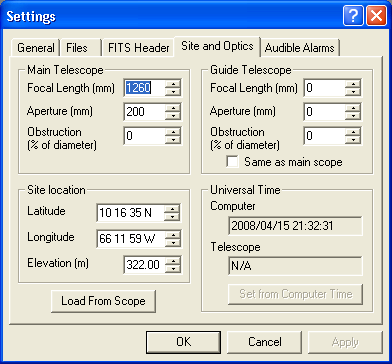 Settings
General Files FITS Header Site and Optics Audible Alarms
Main Telescope
Focal Length (mm) 1260
Aperture (mm) 200
Obstruction
(% of diameter) 0
Guide Telescope
Focal Length (mm) 0
Aperture (mm) 0
Obstruction
(% of diameter) 0
Same as main scope
Site location
Latitude 10 16 35 N
Longitude 66 11 59 W
Elevation (m) 322.00
Load From Scope
Universal Time
Computer
2008/04/15 21:32:31
Telescope
N/A
Set from Computer Time
OK Cancel Apply